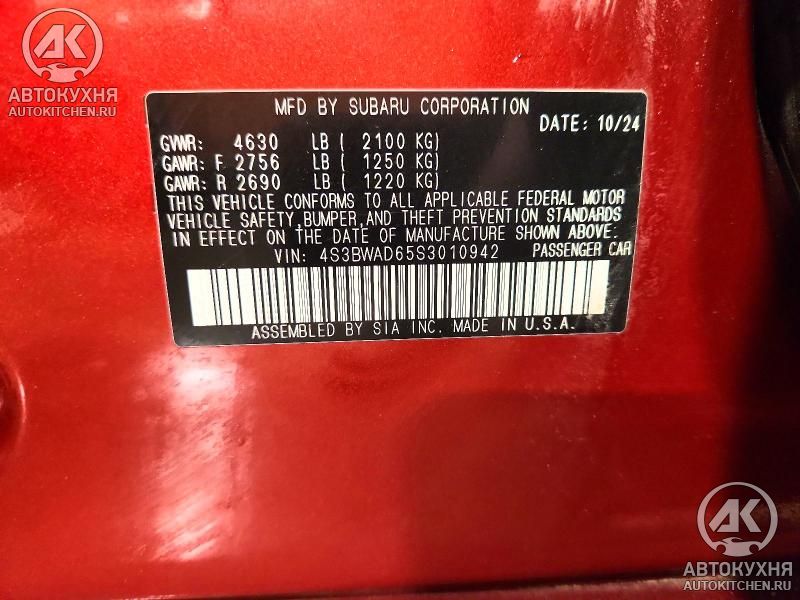 АК
АВТОКУХНЯ
AUTOKITCHEN.RU
MFD BY SUBARU CORPORATION
DATE: 10/24
GVWR: 4630 LB ( 2100 KG)
GAWR: F 2756 LB ( 1250 KG)
GAWR: R 2690 LB ( 1220 KG)
THIS VEHICLE CONFORMS TO ALL APPLICABLE FEDERAL MOTOR
VEHICLE SAFETY, BUMPER, AND THEFT PREVENTION STANDARDS
IN EFFECT ON THE DATE OF MANUFACTURE SHOWN ABOVE.
VIN: 4S3BWAD65S3010942 PASSENGER CAR
ASSEMBLED BY SIA INC. MADE IN U.S.A.
АК
АВТОКУХНЯ
AUTOKITCHEN.RU